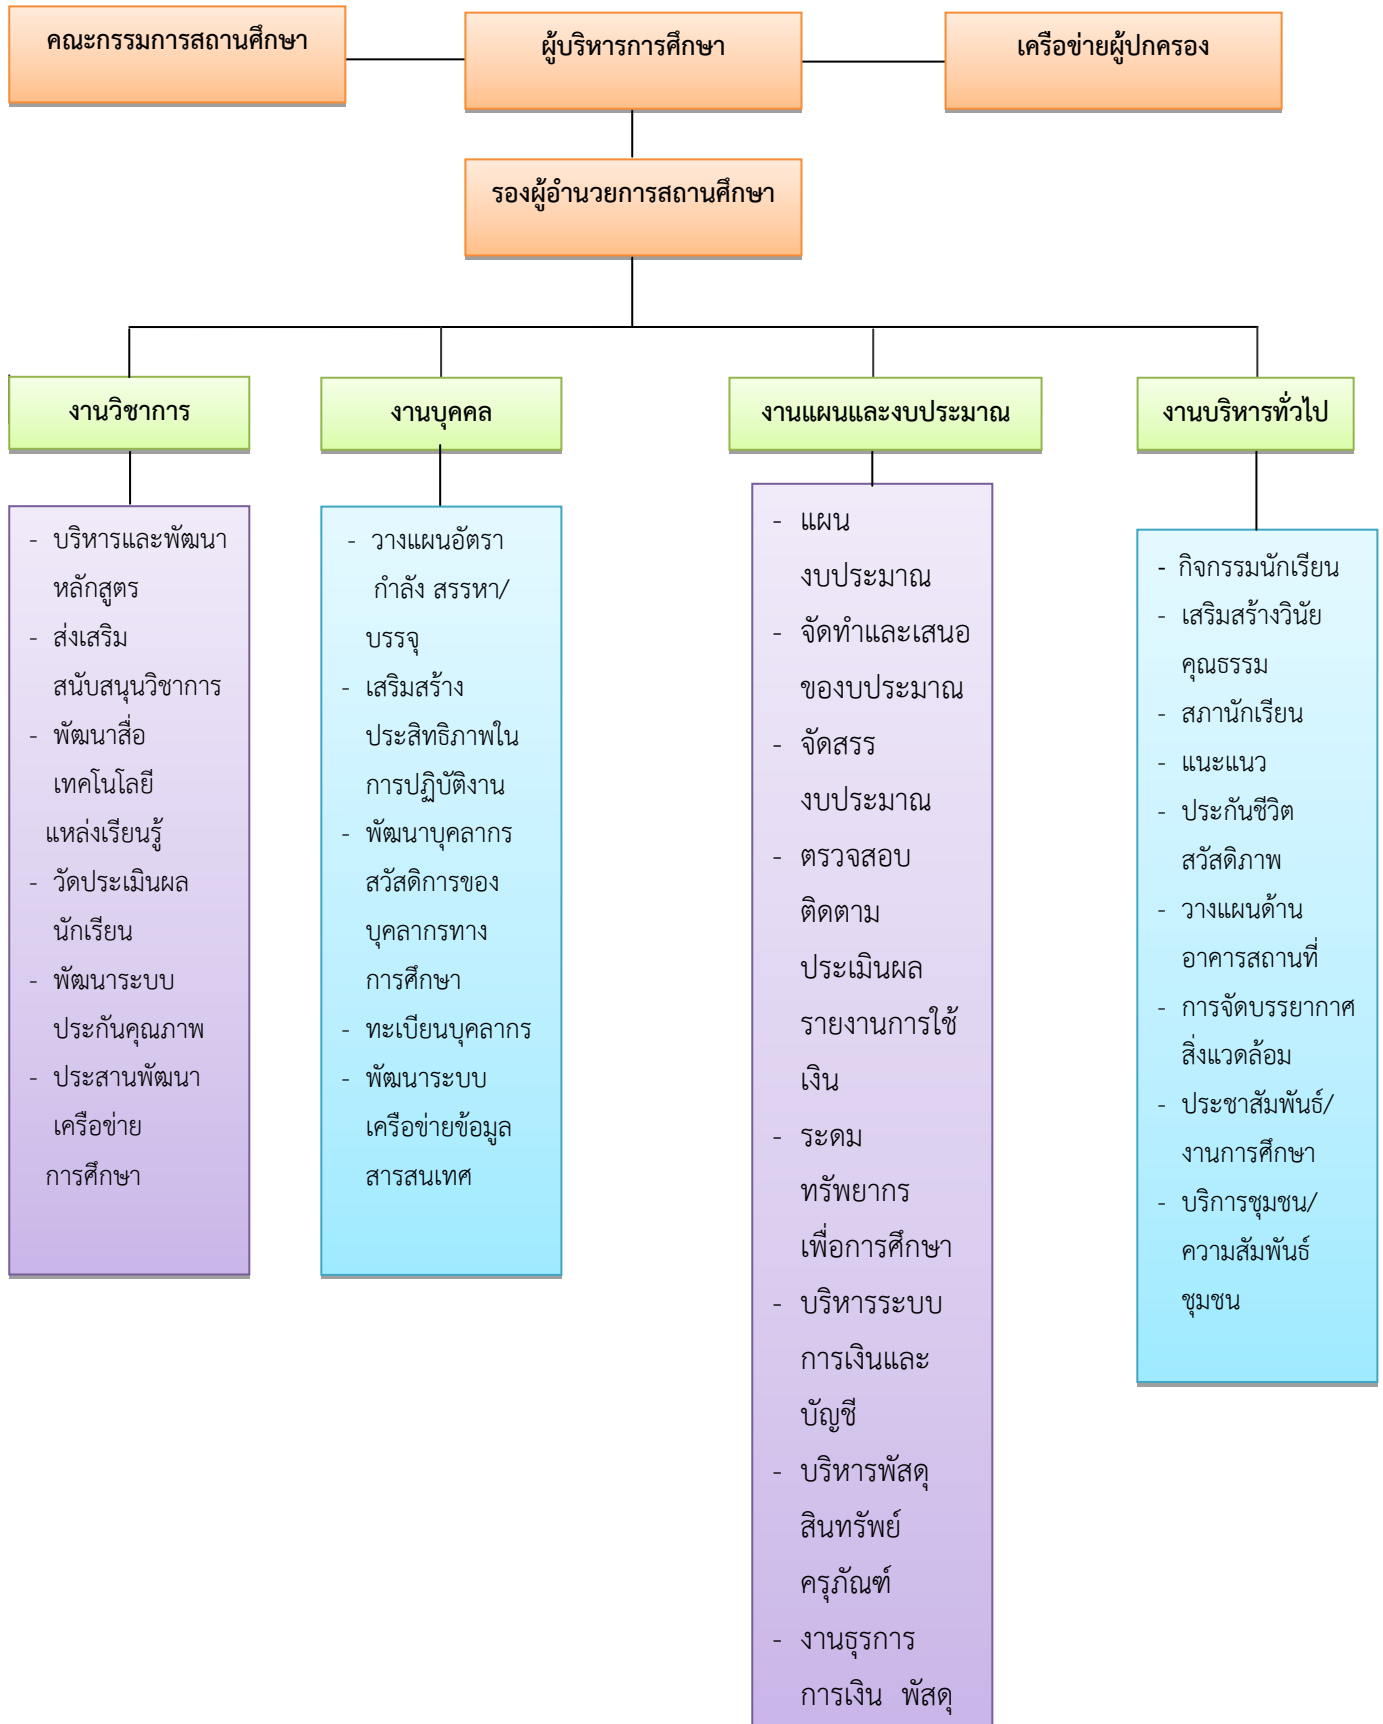 คณะกรรมการสถานศึกษา
ผู้บริหารการศึกษา
เครือข่ายผู้ปกครอง
รองผู้อำนวยการสถานศึกษา
งานวิชาการ
งานบุคคล
งานแผนและงบประมาณ
งานบริหารทั่วไป
- บริหารและพัฒนา
หลักสูตร
- ส่งเสริม
สนับสนุนวิชาการ
- พัฒนาสื่อ
เทคโนโลยี
แหล่งเรียนรู้
- วัดประเมินผล
นักเรียน
- พัฒนาระบบ
ประกันคุณภาพ
- ประสานพัฒนา
เครือข่าย
การศึกษา
- วางแผนอัตรา
กำลัง สรรหา/
บรรจุ
- เสริมสร้าง
ประสิทธิภาพใน
การปฏิบัติงาน
- พัฒนาบุคลากร
สวัสดิการของ
บุคลากรทาง
การศึกษา
- ทะเบียนบุคลากร
- พัฒนาระบบ
เครือข่ายข้อมูล
สารสนเทศ
- แผน
งบประมาณ
- จัดทำและเสนอ
ของบประมาณ
- จัดสรร
งบประมาณ
- ตรวจสอบ
ติดตาม
ประเมินผล
รายงานการใช้
เงิน
- ระดม
ทรัพยากร
เพื่อการศึกษา
- บริหารระบบ
การเงินและ
บัญชี
- บริหารพัสดุ
สินทรัพย์
ครุภัณฑ์
- งานธุรการ
การเงิน พัสดุ
- กิจกรรมนักเรียน
- เสริมสร้างวินัย
คุณธรรม
- สภานักเรียน
- แนะแนว
- ประกันชีวิต
สวัสดิภาพ
- วางแผนด้าน
อาคารสถานที่
- การจัดบรรยากาศ
สิ่งแวดล้อม
- ประชาสัมพันธ์/
งานการศึกษา
- บริการชุมชน/
ความสัมพันธ์
ชุมชน